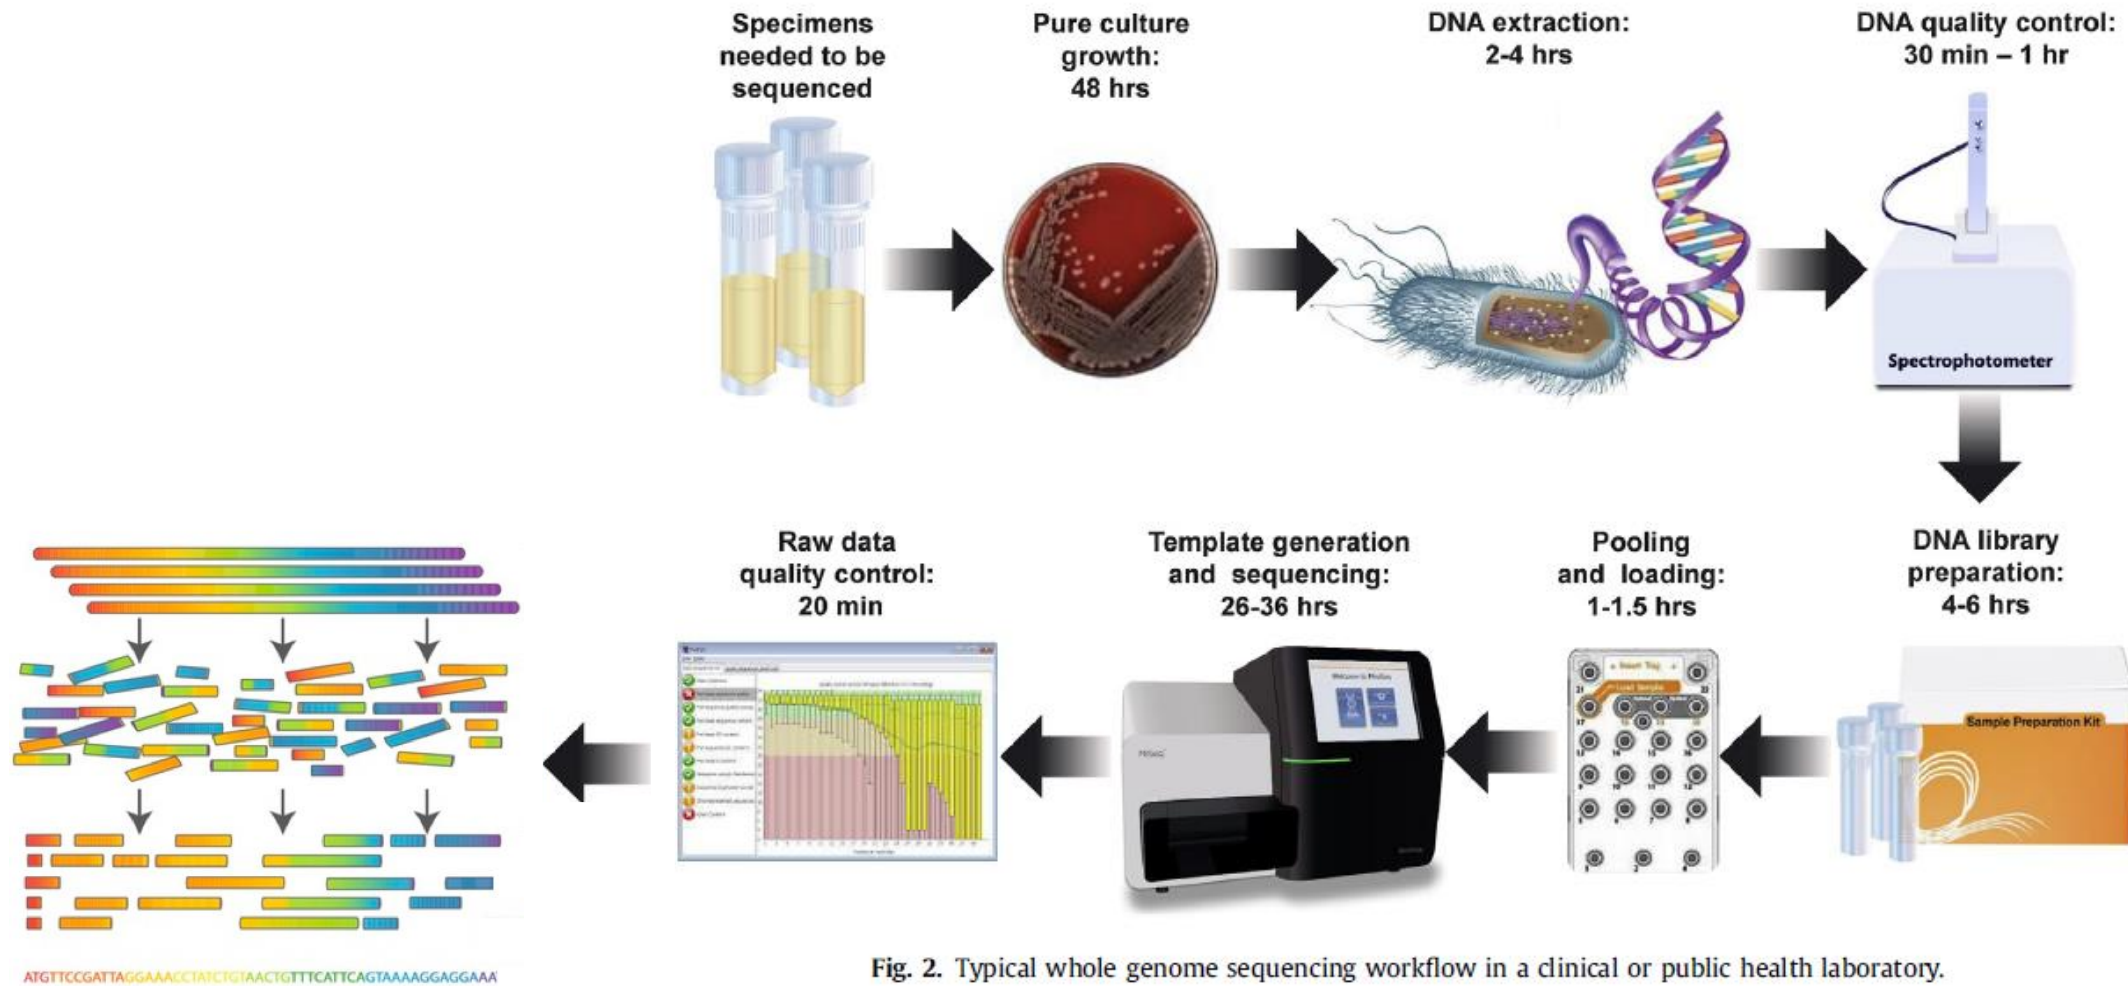 Specimens
needed to be
sequenced
Pure culture
growth:
48 hrs
DNA extraction:
2-4 hrs
DNA quality control:
30 min – 1 hr
Spectrophotometer
DNA library
preparation:
4-6 hrs
Sample Preparation Kit
Pooling
and loading:
1-1.5 hrs
Template generation
and sequencing:
26-36 hrs
Raw data
quality control:
20 min
ATGTTCCGATTAGGAAACCTATCTGTAACTGTTTCATTCAGTAAAAGGAGGAAA
Fig. 2. Typical whole genome sequencing workflow in a clinical or public health laboratory.